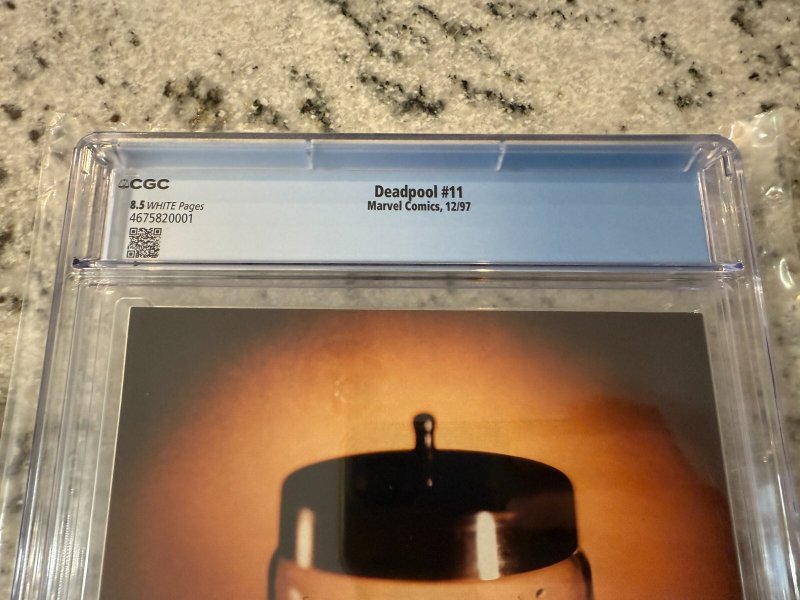 CGC
8.5 WHITE Pages
4675820001
Deadpool #11
Marvel Comics, 12/97